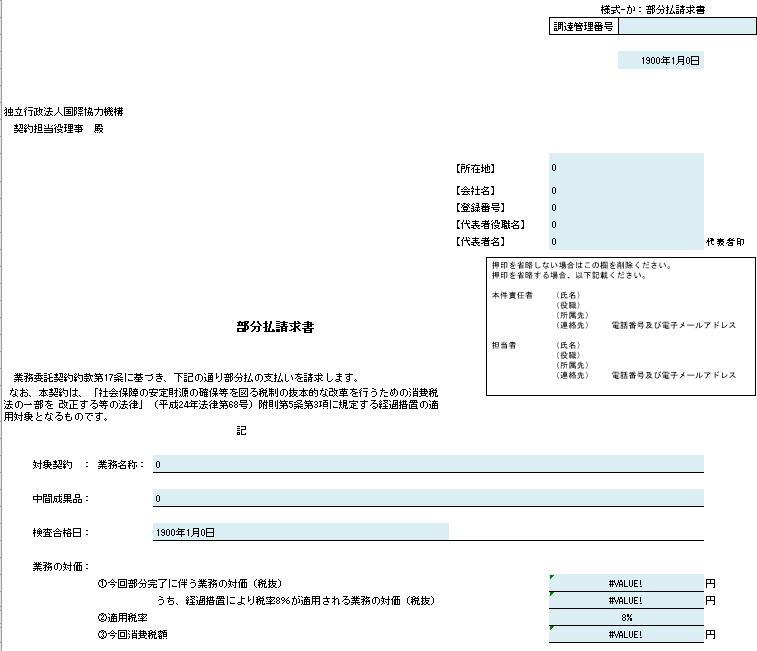 様式-か：部分払請求書
調達管理番号
1900年1月0日
独立行政法人国際協力機構
契約担当役理事　殿
【所在地】 0
【会社名】 0
【登録番号】 0
【代表者役職名】 0
【代表者名】 0 代表者印
押印を省略しない場合はこの欄を削除ください。
押印を省略する場合、以下記載ください。
本件責任者 （氏名）
（役職）
（所属先）
（連絡先） 電話番号及び電子メールアドレス
担当者 （氏名）
（役職）
（所属先）
（連絡先） 電話番号及び電子メールアドレス
部分払請求書
業務委託契約約款第17条に基づき、下記の通り部分払の支払いを請求します。
なお、本契約は、「社会保障の安定財源の確保等を図る税制の抜本的な改革を行うための消費税
法の一部を 改正する等の法律」（平成24年法律第68号）附則第5条第3項に規定する経過措置の適
用対象となるものです。
記
対象契約 ： 業務名称： 0
中間成果品： 0
検査合格日： 1900年1月0日
業務の対価：
①今回部分完了に伴う業務の対価（税抜） #VALUE! 円
うち、経過措置により税率8％が適用される業務の対価（税抜） #VALUE! 円
②適用税率 8%
③今回消費税額 #VALUE! 円